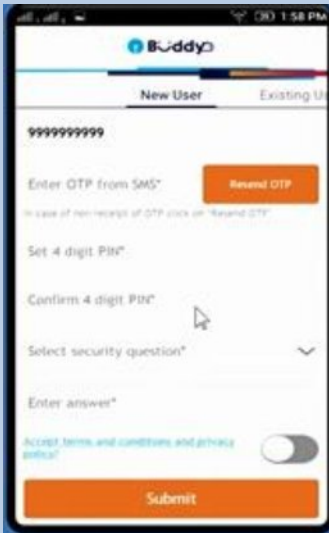 1:58 PM
Buddy
New User Existing Us
9999999999
Enter OTP from SMS*
Resend OTP
In case of non-receipt of OTP click on "Resend OTP"
Set 4 digit PIN*
Confirm 4 digit PIN*
Select security question*
Enter answer*
Accept terms and conditions and privacy
policy?
Submit